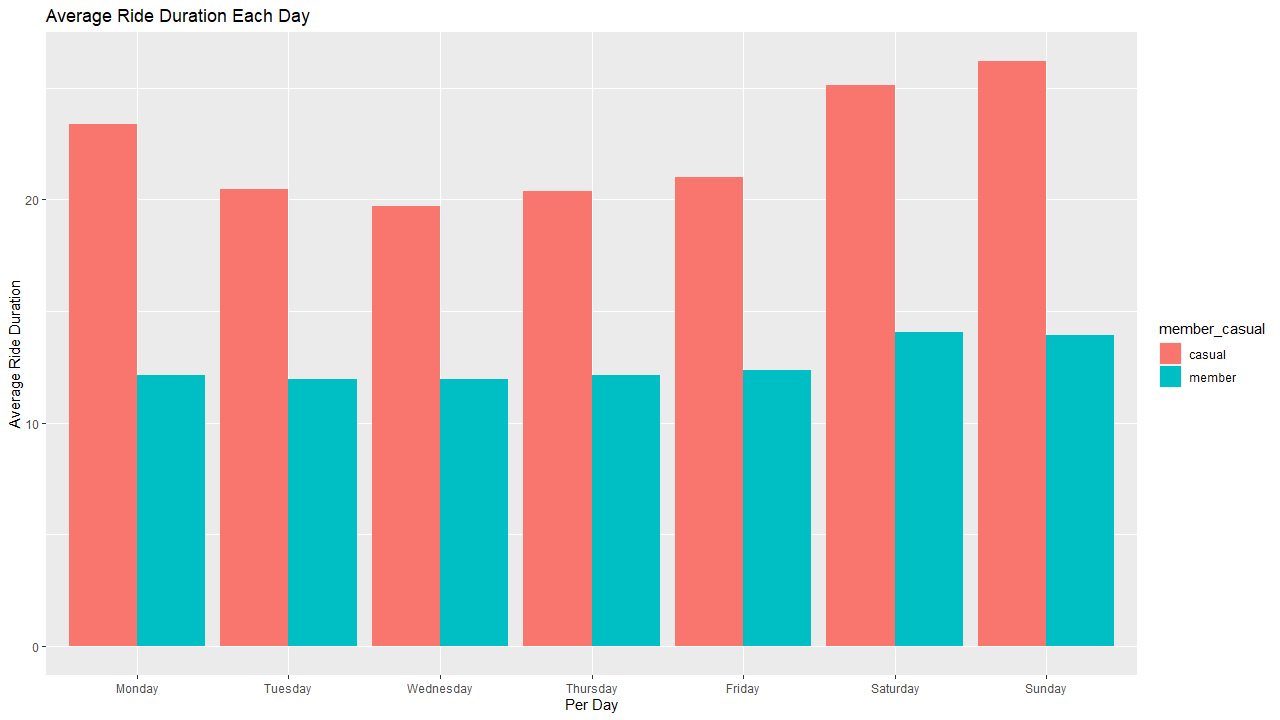 Average Ride Duration Each Day
Average Ride Duration
20
10
0
Monday Tuesday Wednesday Thursday Friday Saturday Sunday
Per Day
member_casual
casual
member